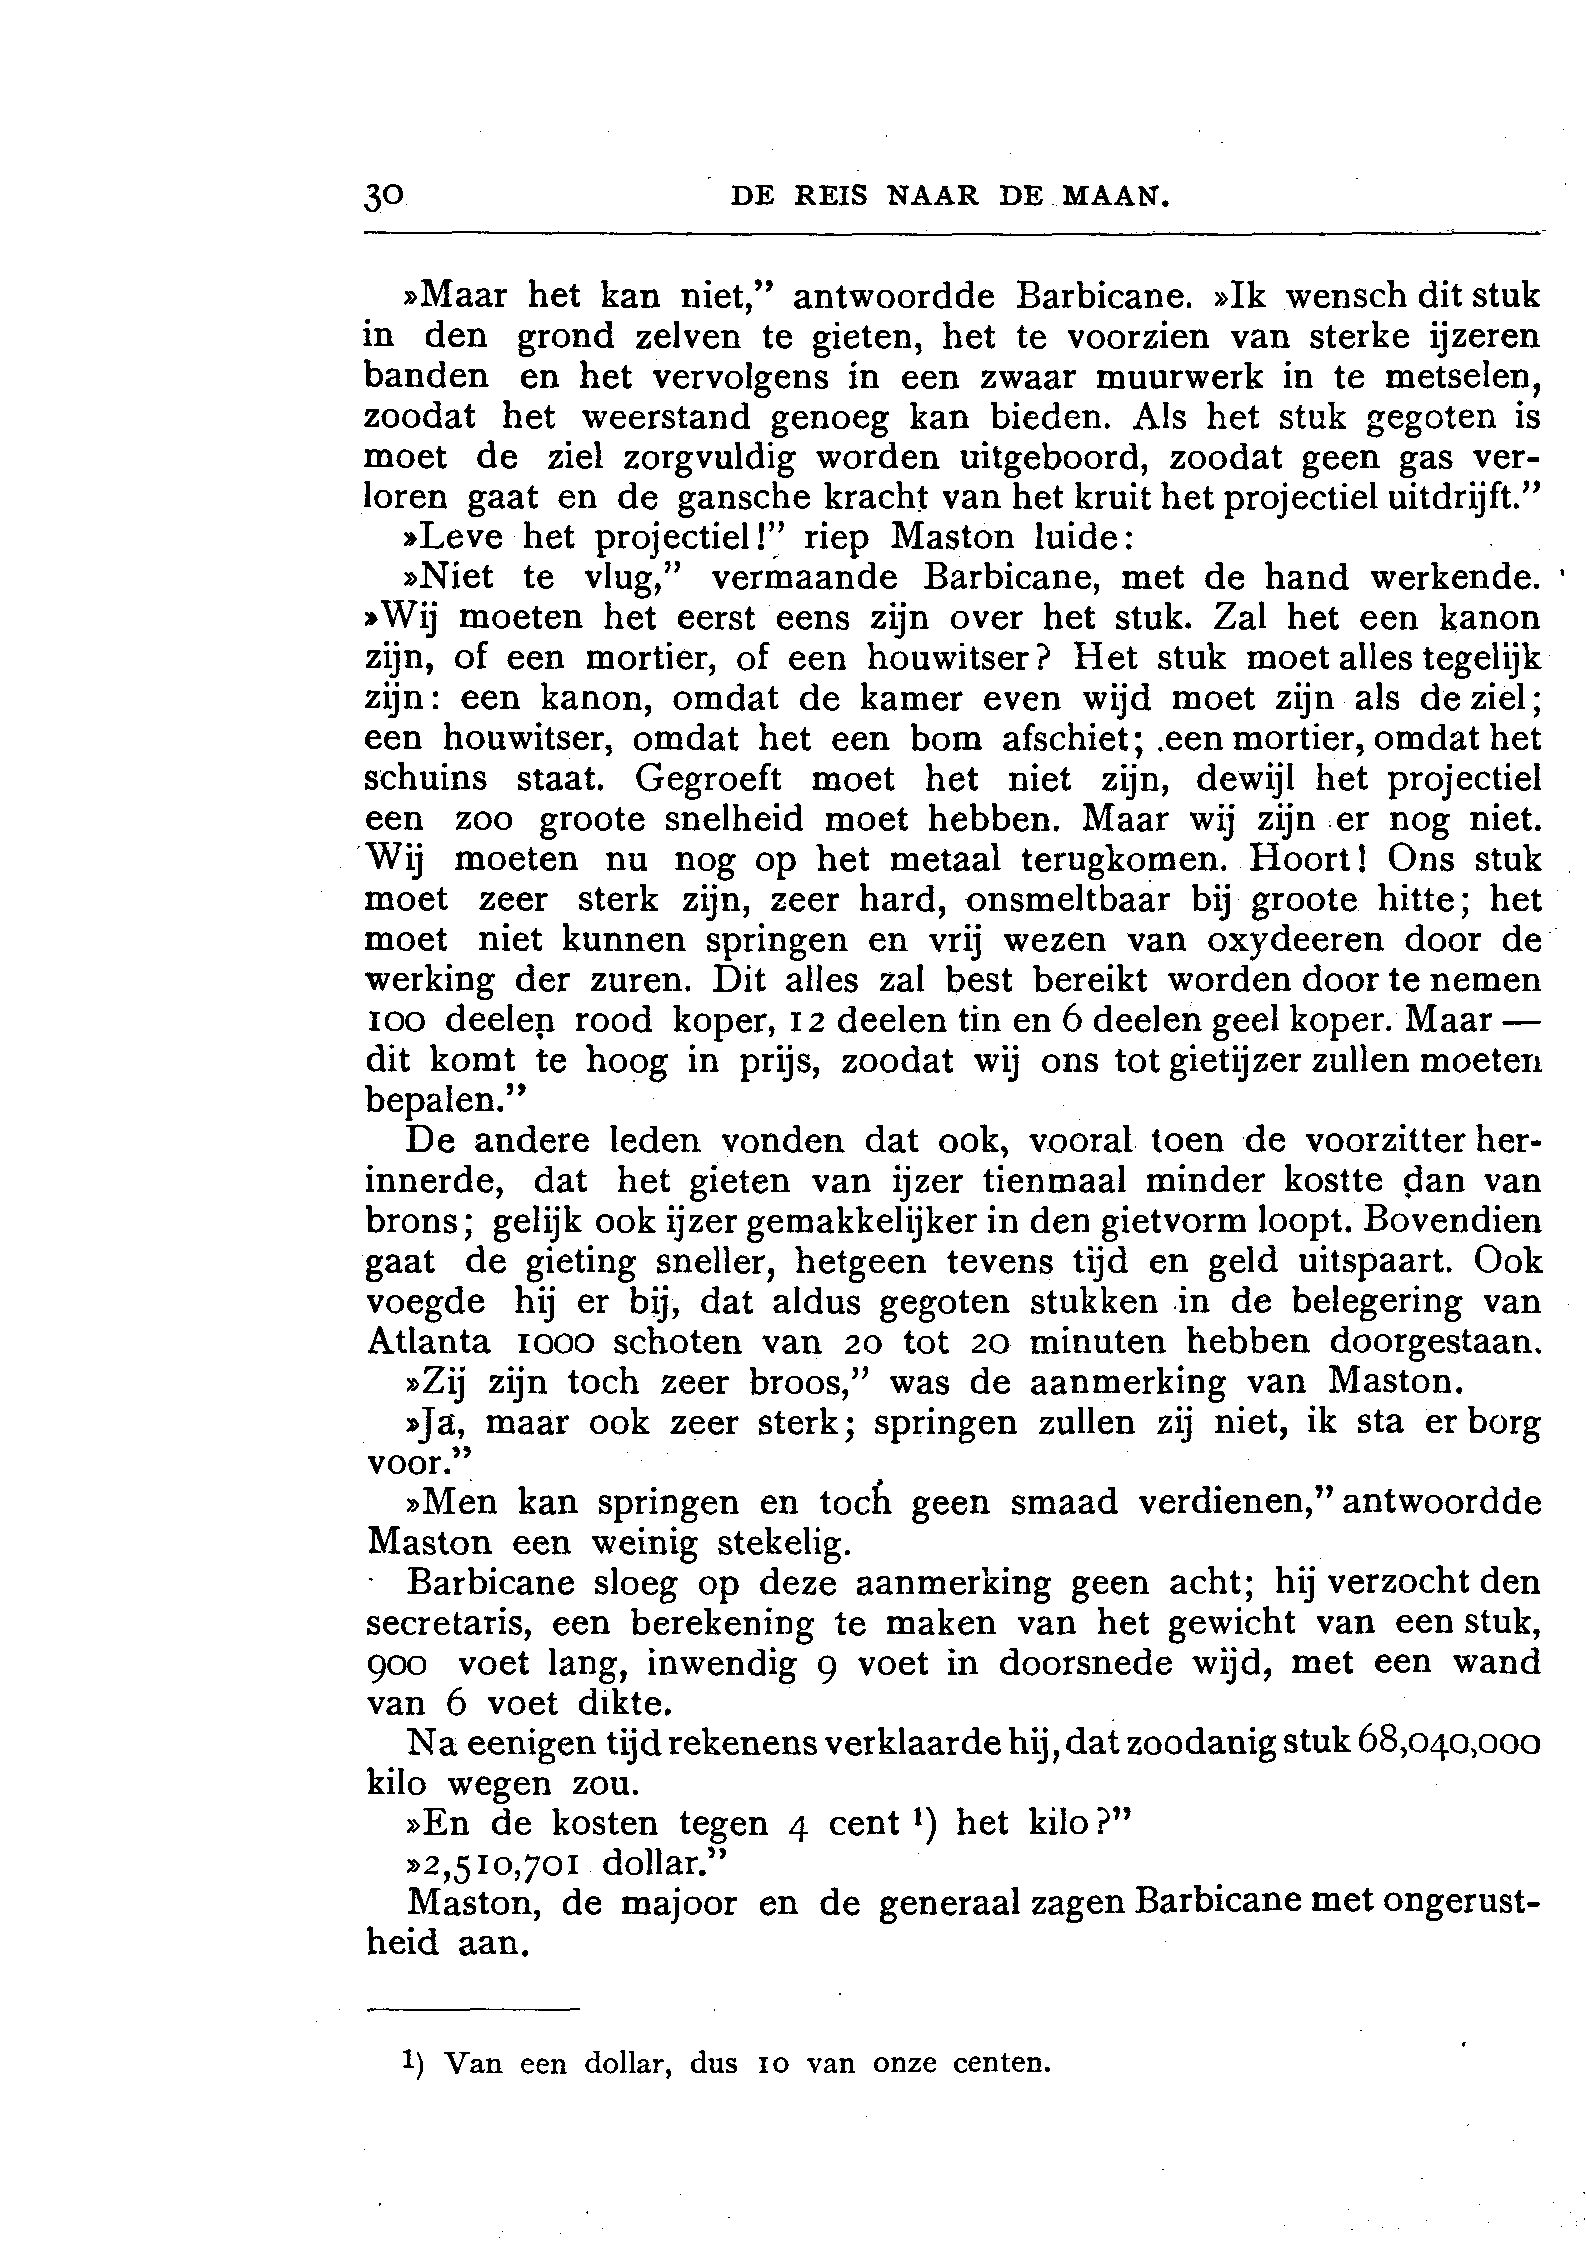 30 DE REIS NAAR DE MAAN.
»Maar het kan niet,” antwoordde Barbicane. »Ik wensch dit stuk
in den grond zelven te gieten, het te voorzien van sterke ijzeren
banden en het vervolgens in een zwaar muurwerk in te metselen,
zoodat het weerstand genoeg kan bieden. Als het stuk gegoten is
moet de ziel zorgvuldig worden uitgeboord, zoodat geen gas ver-
loren gaat en de gansche kracht van het kruit het projectiel uitdrijft.”
»Leve het projectiel!” riep Maston luide:
»Niet te vlug,” vermaande Barbicane, met de hand werkende.
»Wij moeten het eerst eens zijn over het stuk. Zal het een kanon
zijn, of een mortier, of een houwitser? Het stuk moet alles tegelijk
zijn: een kanon, omdat de kamer even wijd moet zijn als de ziel;
een houwitser, omdat het een bom afschiet; een mortier, omdat het
schuins staat. Gegroeft moet het niet zijn, dewijl het projectiel
een zoo groote snelheid moet hebben. Maar wij zijn er nog niet.
Wij moeten nu nog op het metaal terugkomen. Hoort! Ons stuk
moet zeer sterk zijn, zeer hard, onsmeltbaar bij groote hitte; het
moet niet kunnen springen en vrij wezen van oxydeeren door de
werking der zuren. Dit alles zal best bereikt worden door te nemen
100 deelen rood koper, 12 deelen tin en 6 deelen geel koper. Maar —
dit komt te hoog in prijs, zoodat wij ons tot gietijzer zullen moeten
bepalen.”
De andere leden vonden dat ook, vooral toen de voorzitter her-
innerde, dat het gieten van ijzer tienmaal minder kostte dan van
brons; gelijk ook ijzer gemakkelijker in den gietvorm loopt. Bovendien
gaat de gieting sneller, hetgeen tevens tijd en geld uitspaart. Ook
voegde hij er bij, dat aldus gegoten stukken in de belegering van
Atlanta 1000 schoten van 20 tot 20 minuten hebben doorgestaan.
»Zij zijn toch zeer broos,” was de aanmerking van Maston.
»Ja, maar ook zeer sterk; springen zullen zij niet, ik sta er borg
voor.”
»Men kan springen en toch geen smaad verdienen,” antwoordde
Maston een weinig stekelig.
Barbicane sloeg op deze aanmerking geen acht; hij verzocht den
secretaris, een berekening te maken van het gewicht van een stuk,
900 voet lang, inwendig 9 voet in doorsnede wijd, met een wand
van 6 voet dikte.
Na eenigen tijd rekenens verklaarde hij, dat zoodanig stuk 68,040,000
kilo wegen zou.
»En de kosten tegen 4 cent ¹) het kilo?”
»2,510,701 dollar.”
Maston, de majoor en de generaal zagen Barbicane met ongerust-
heid aan.
¹) Van een dollar, dus 10 van onze centen.